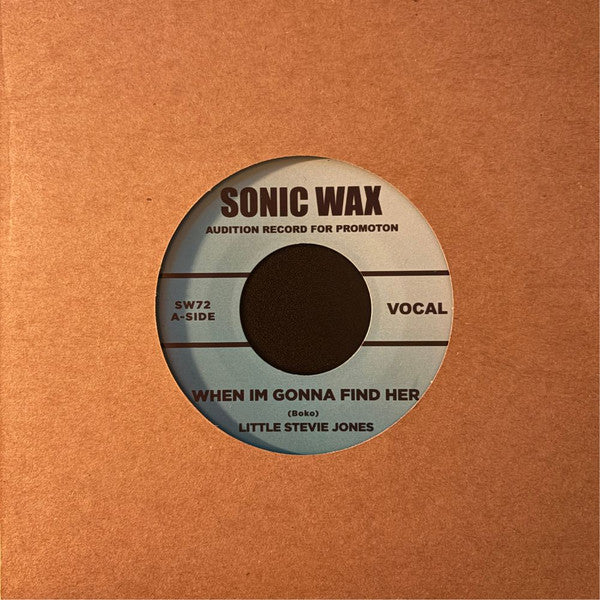 SONIC WAX
AUDITION RECORD FOR PROMOTON
SW72
A-SIDE
VOCAL
WHEN IM GONNA FIND HER
(Boko)
LITTLE STEVIE JONES